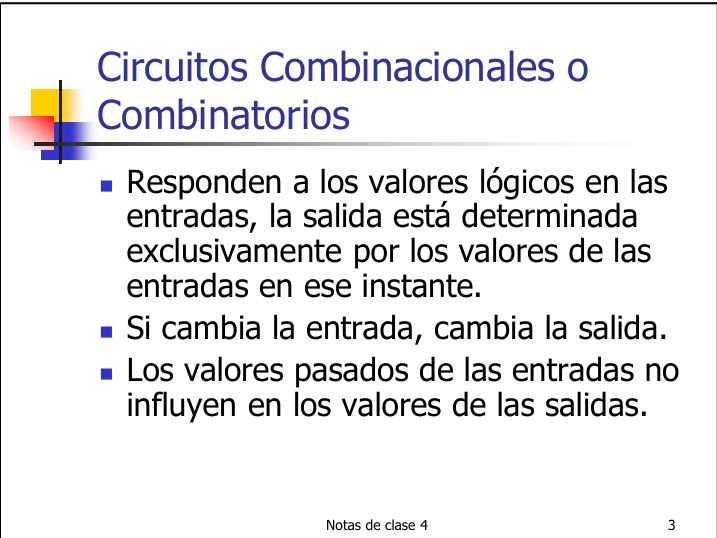 Circuitos Combinacionales o
Combinatorios
Responden a los valores lógicos en las
entradas, la salida está determinada
exclusivamente por los valores de las
entradas en ese instante.
Si cambia la entrada, cambia la salida.
Los valores pasados de las entradas no
influyen en los valores de las salidas.
Notas de clase 4
3